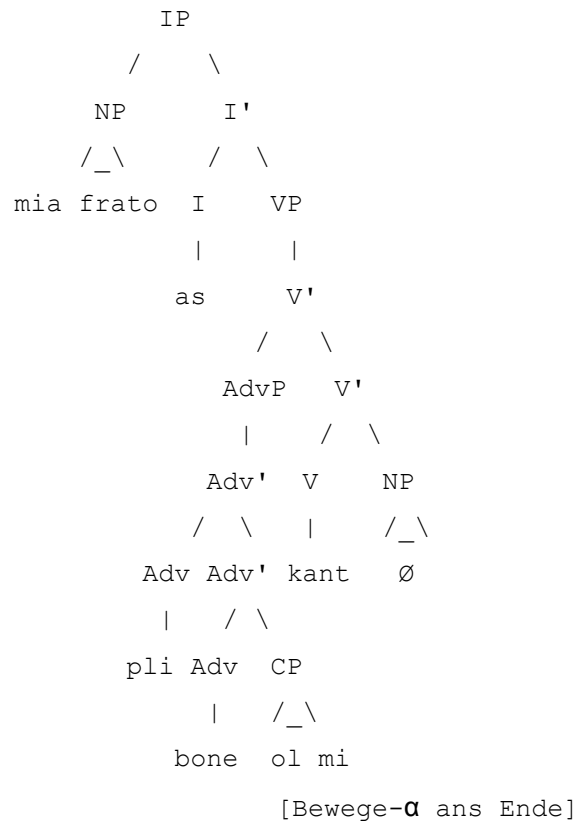 IP
/ \
NP I'
/_\ / \
mia frato I VP
| |
as V'
/ \
AdvP V'
| / \
Adv' V NP
/ \ | /_\
Adv Adv' kant Ø
| / \
pli Adv CP
| /_\
bone ol mi
[Bewege-α ans Ende]